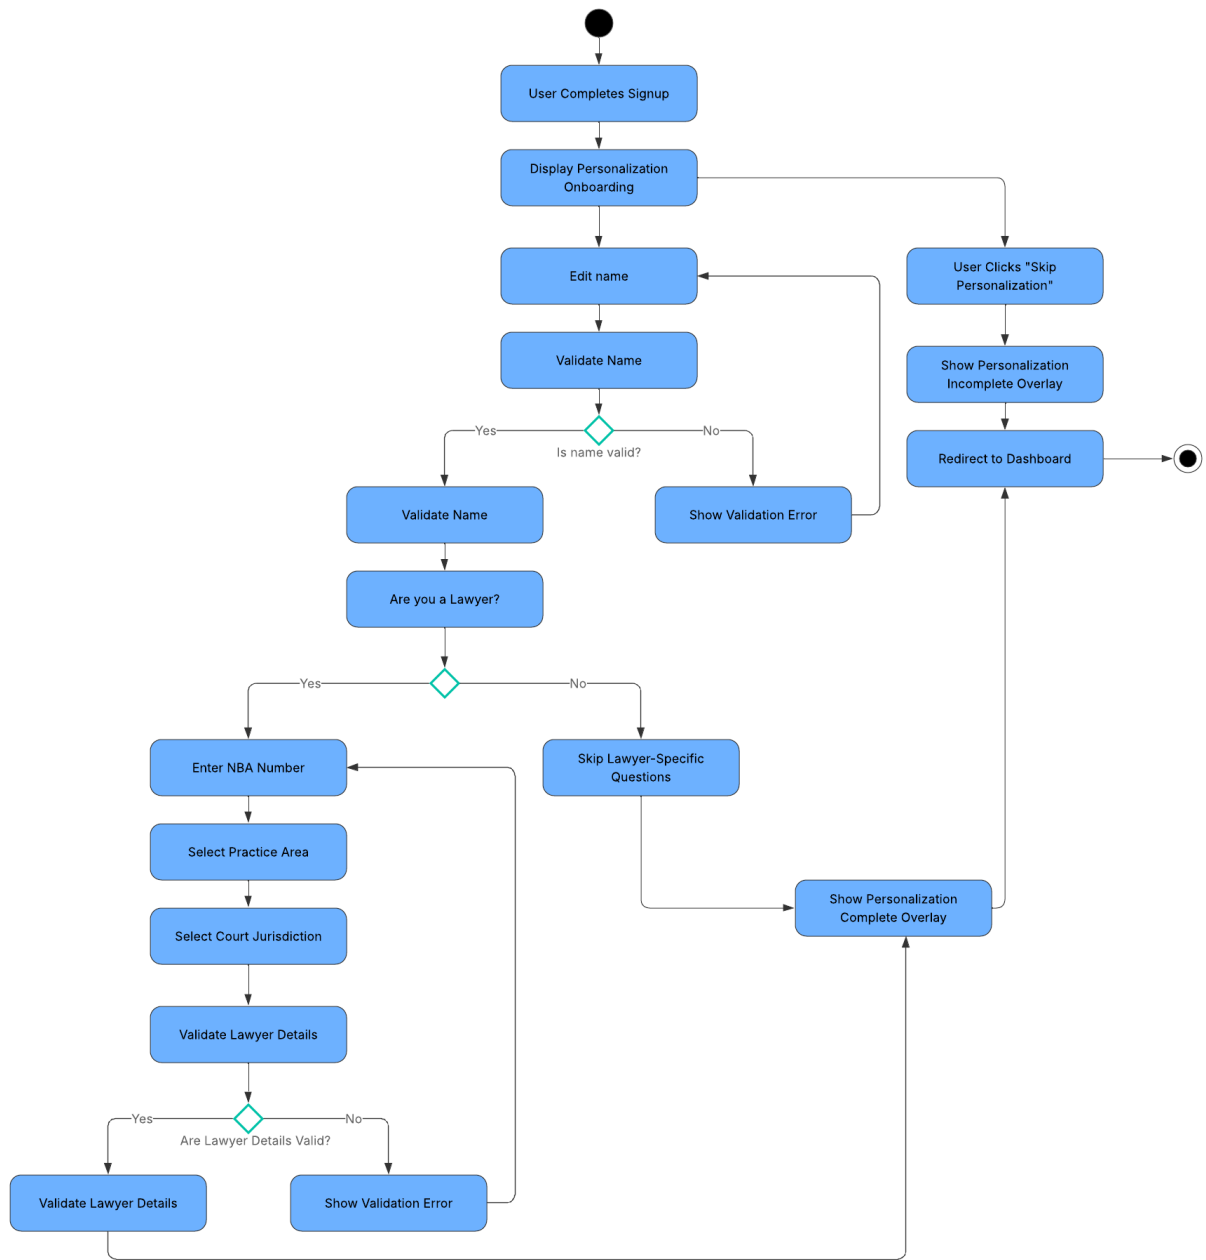 User Completes Signup
Display Personalization
Onboarding
Edit name
User Clicks "Skip
Personalization"
Validate Name
Show Personalization
Incomplete Overlay
Yes
No
Is name valid?
Redirect to Dashboard
Validate Name
Show Validation Error
Are you a Lawyer?
Yes
No
Enter NBA Number
Skip Lawyer-Specific
Questions
Select Practice Area
Show Personalization
Complete Overlay
Select Court Jurisdiction
Validate Lawyer Details
Yes
No
Are Lawyer Details Valid?
Validate Lawyer Details
Show Validation Error